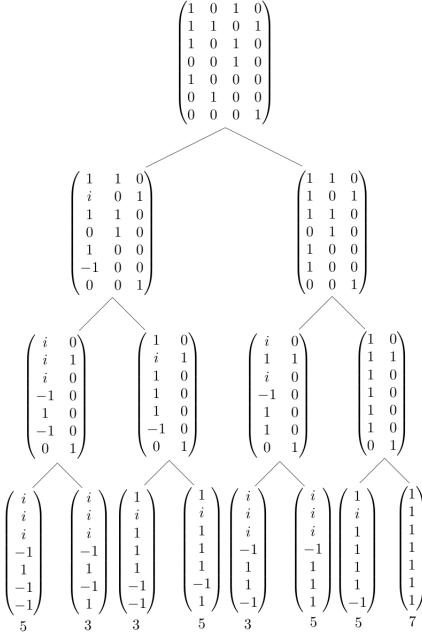 1 0 1 0
1 1 0 1
1 0 1 0
0 0 1 0
1 0 0 0
0 1 0 0
0 0 0 1
1 1 0 1 1 0
i 0 1 1 0 1
1 1 0 1 1 0
0 1 0 0 1 0
1 0 0 1 0 0
−1 0 0 1 0 0
0 0 1 0 0 1
i 0 1 0 i 0 1 0
i 1 i 1 1 1 1 1
i 0 1 0 i 0 1 0
−1 0 1 0 −1 0 1 0
1 0 1 0 1 0 1 0
−1 0 −1 0 1 0 1 0
0 1 0 1 0 1 0 1
i i 1 1 i i 1 1
i i i i i i i 1
i i 1 1 i i 1 1
−1 −1 1 1 −1 −1 1 1
1 1 1 1 1 1 1 1
−1 −1 −1 −1 1 1 1 1
−1 1 −1 1 −1 1 −1 1
5 3 3 5 3 5 5 7